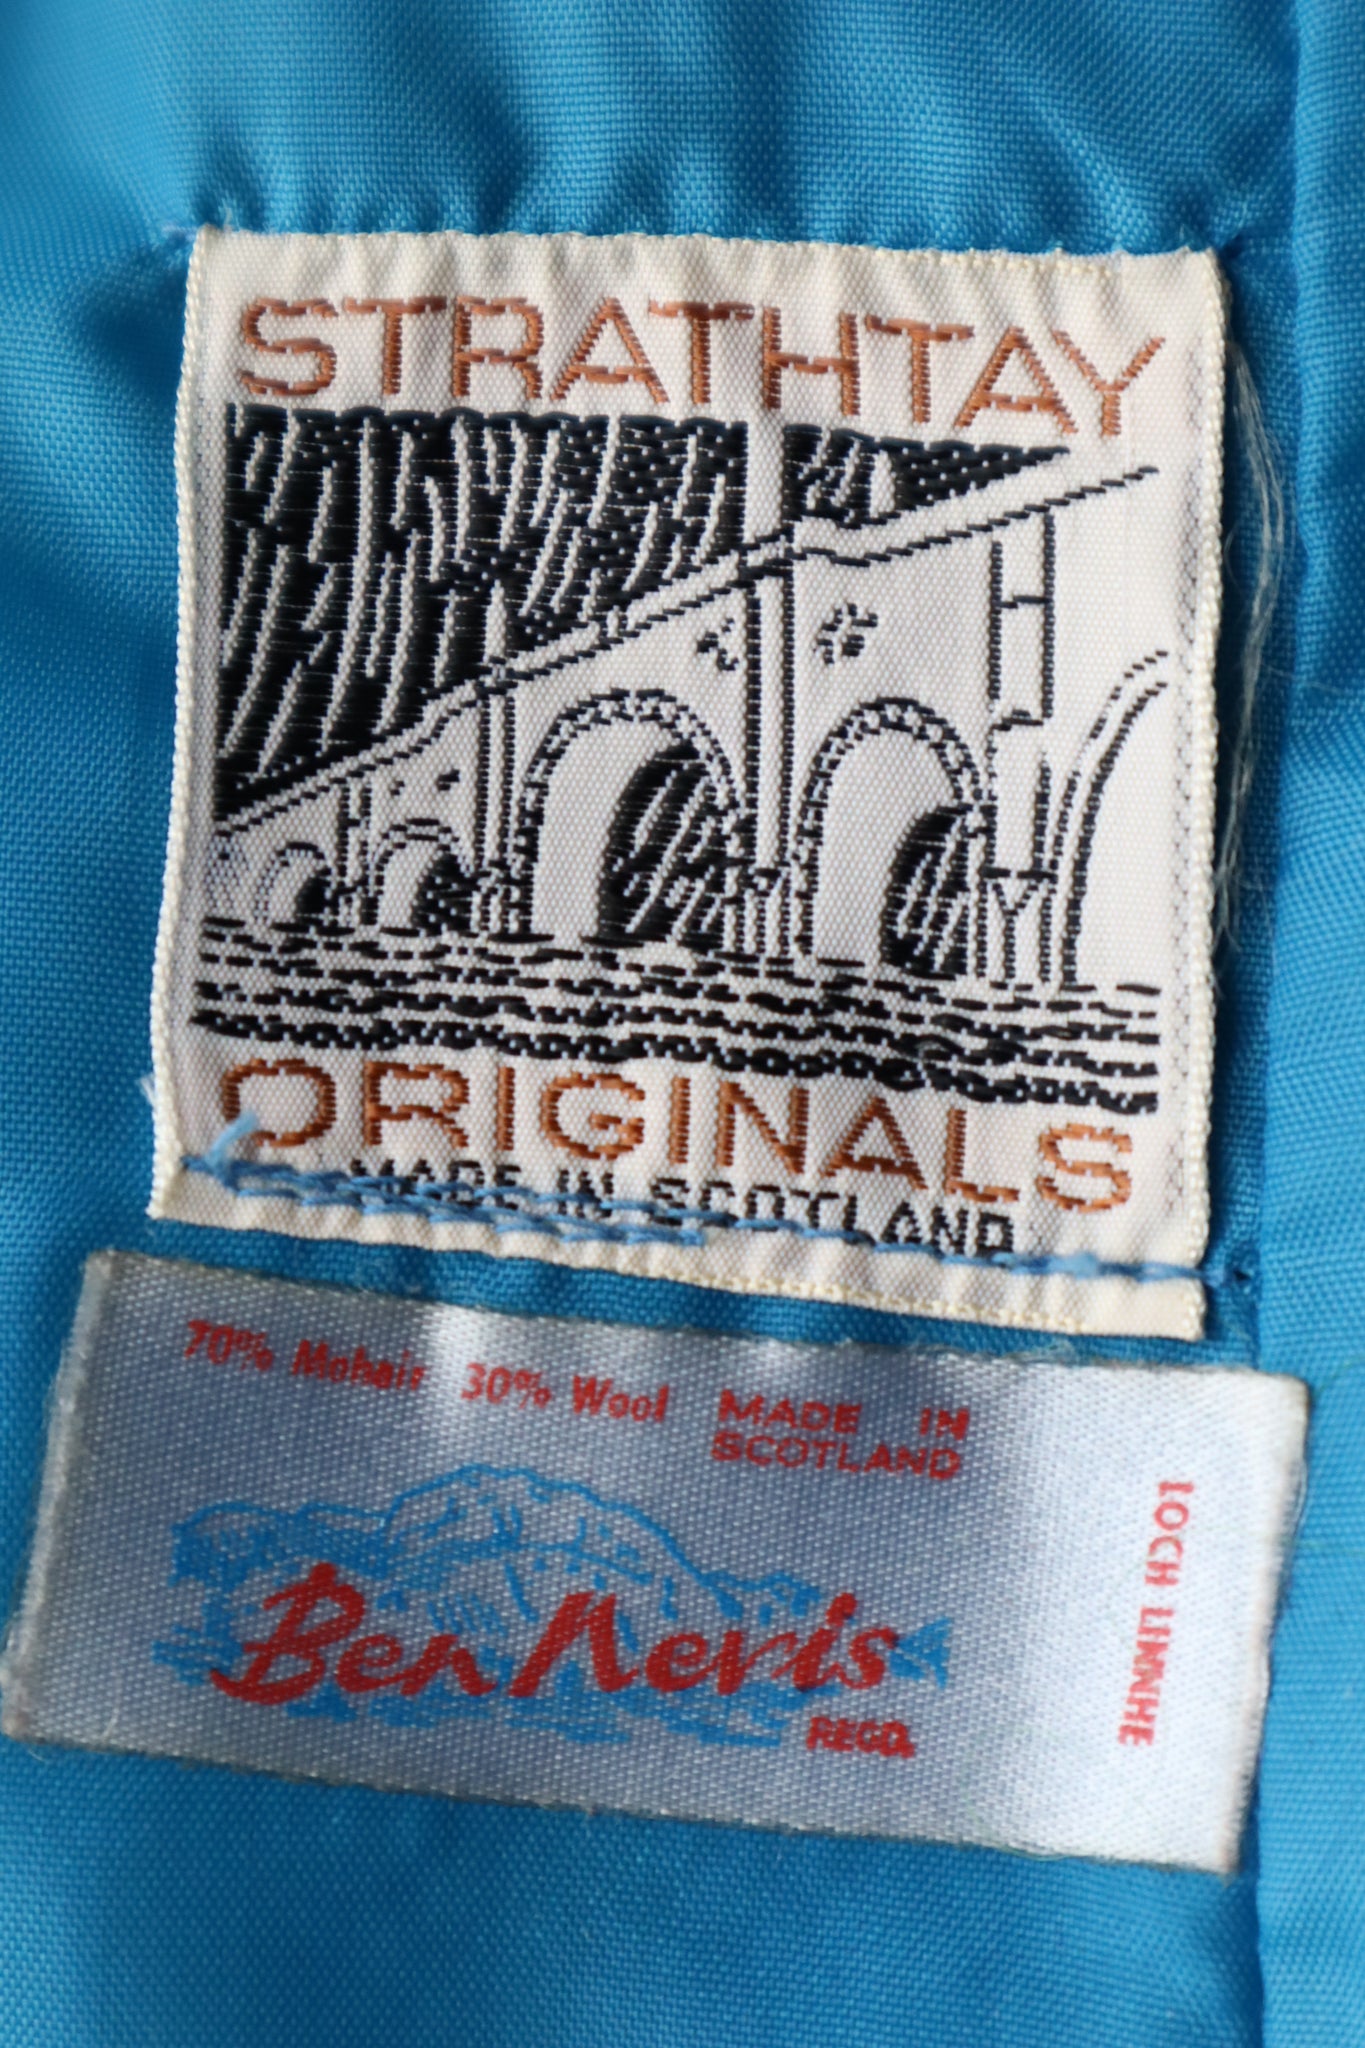 STRATHTAY
ORIGINALS
MADE IN SCOTLAND
70% Mohair 30% Wool MADE IN
SCOTLAND
Ben Nevis
REGD.
LOCH LINNHE